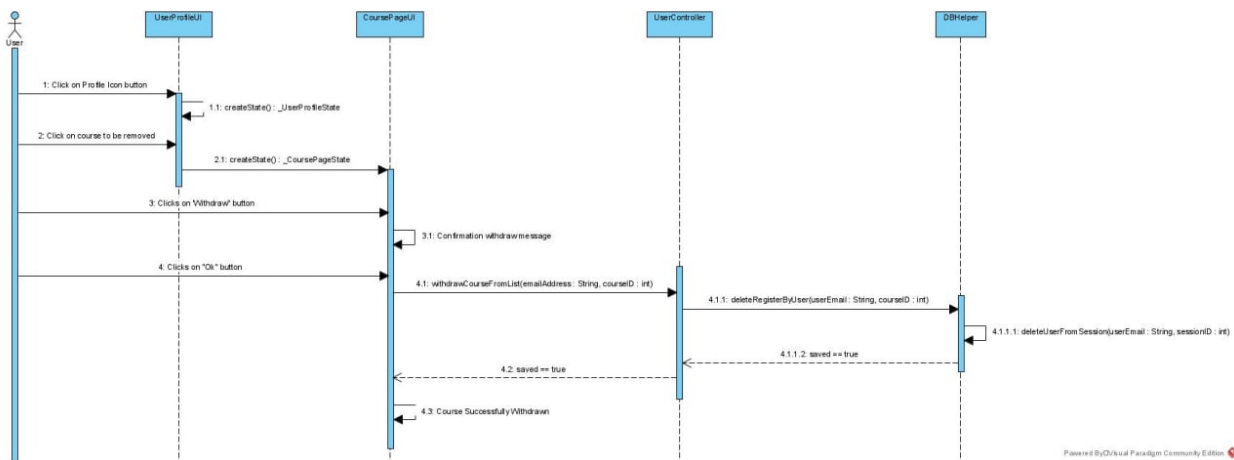 User
UserProfileUI
CoursePageUI
UserController
DBHelper
1: Click on Profile Icon button
1.1: createState() : _UserProfileState
2: Click on course to be removed
2.1: createState() : _CoursePageState
3: Clicks on 'Withdraw' button
3.1: Confirmation withdraw message
4: Clicks on "Ok" button
4.1: withdrawCourseFromList(emailAddress : String, courseID : int)
4.1.1: deleteRegisterByUser(userEmail : String, courseID : int)
4.1.1.1: deleteUserFromSession(userEmail : String, sessionID : int)
4.1.1.2: saved == true
4.2: saved == true
4.3: Course Successfully Withdrawn
Powered By Visual Paradigm Community Edition